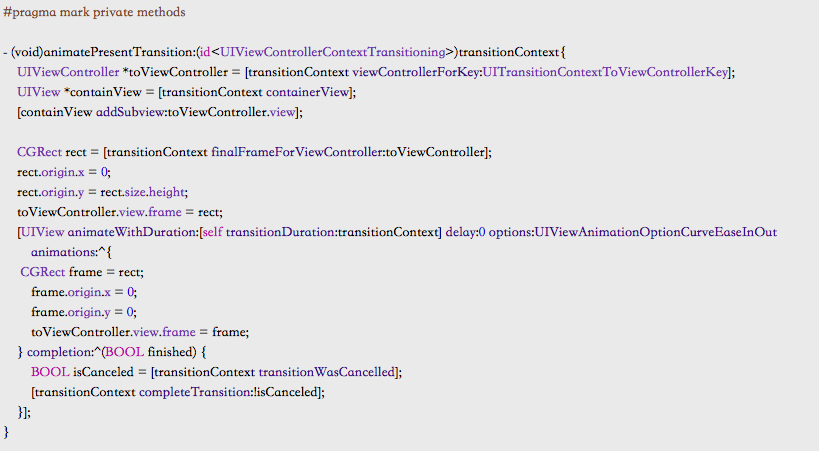 #pragma mark private methods
- (void)animatePresentTransition:(id<UIViewControllerContextTransitioning>)transitionContext{
UIViewController *toViewController = [transitionContext viewControllerForKey:UITransitionContextToViewControllerKey];
UIView *containView = [transitionContext containerView];
[containView addSubview:toViewController.view];
CGRect rect = [transitionContext finalFrameForViewController:toViewController];
rect.origin.x = 0;
rect.origin.y = rect.size.height;
toViewController.view.frame = rect;
[UIView animateWithDuration:[self transitionDuration:transitionContext] delay:0 options:UIViewAnimationOptionCurveEaseInOut
animations:^{
CGRect frame = rect;
frame.origin.x = 0;
frame.origin.y = 0;
toViewController.view.frame = frame;
} completion:^(BOOL finished) {
BOOL isCanceled = [transitionContext transitionWasCancelled];
[transitionContext completeTransition:!isCanceled];
}];
}